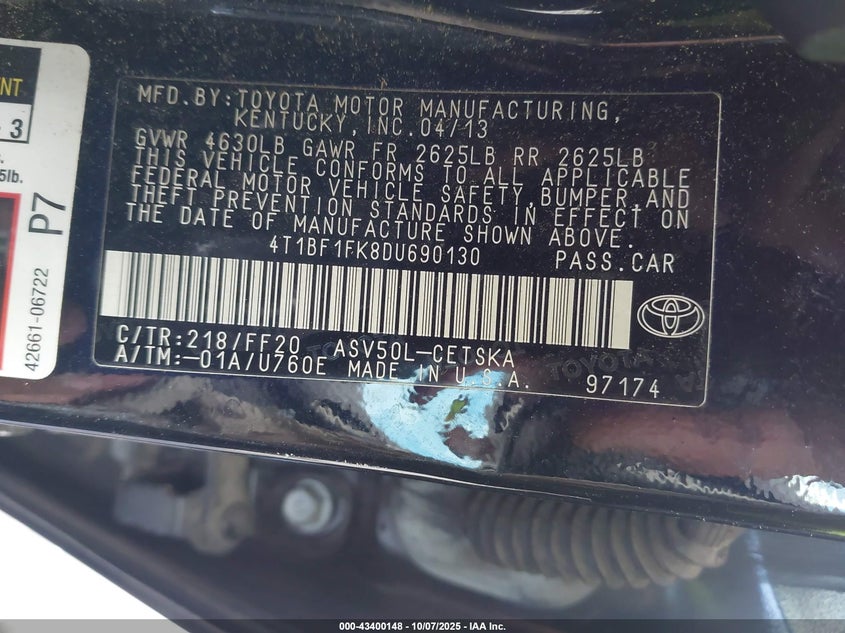 MFD.BY:TOYOTA MOTOR MANUFACTURING,
KENTUCKY, INC.04/13
GVWR 4630LB GAWR FR 2625LB RR 2625LB
THIS VEHICLE CONFORMS TO ALL APPLICABLE
FEDERAL MOTOR VEHICLE SAFETY,BUMPER,AND
THEFT PREVENTION STANDARDS IN EFFECT ON
THE DATE OF MANUFACTURE SHOWN ABOVE.
4T1BF1FK8DU690130 PASS.CAR
C/TR:218/FF20 ASV50L-CETSKA
A/TM:-01A/U760E MADE IN U.S.A. 97174
TOYOTA
3
5lb.
P7
42661-06722
000-43400148 - 10/07/2025 - IAA Inc.